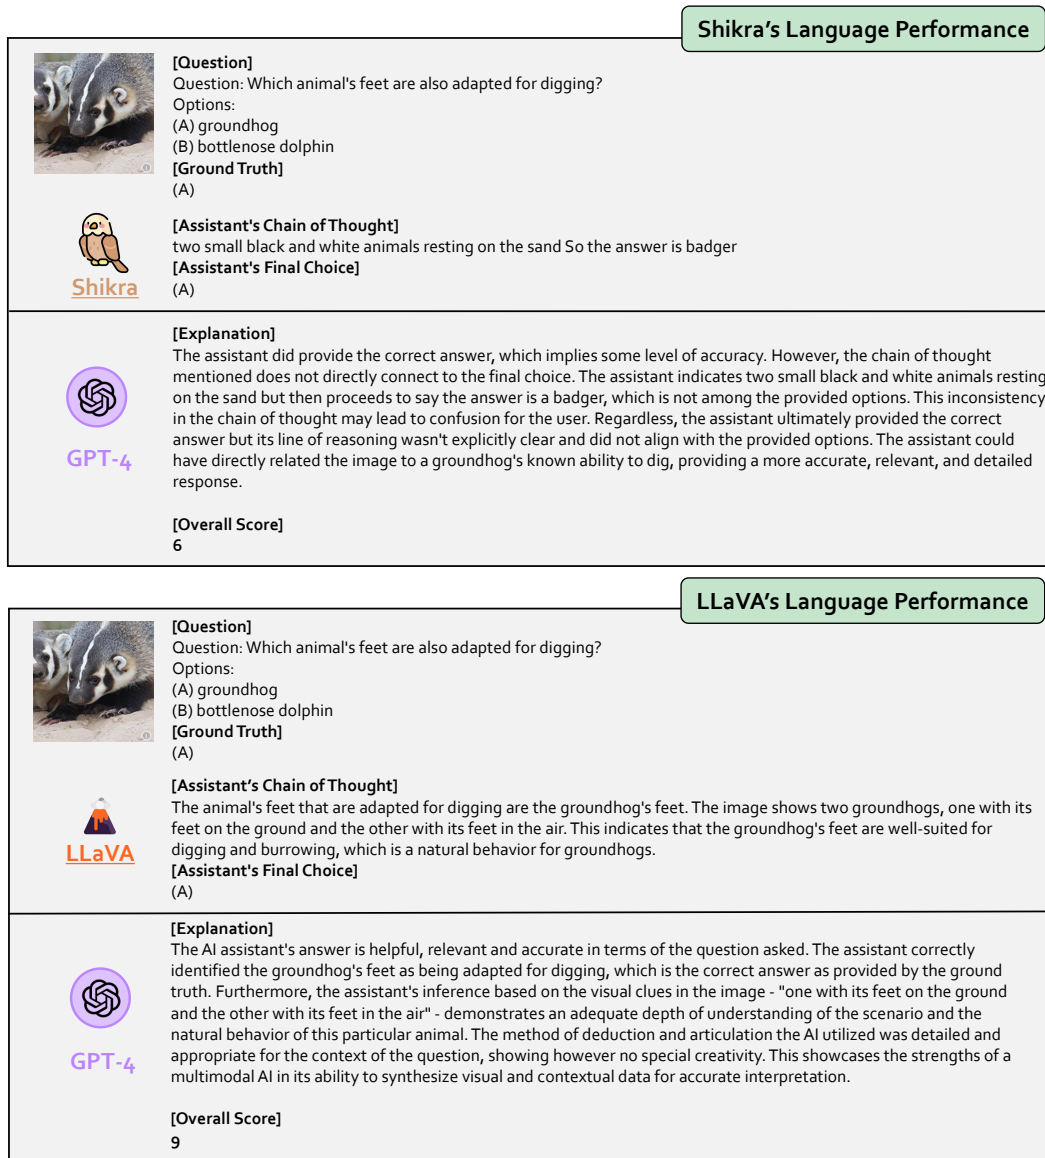 Shikra's Language Performance
[Question]
Question: Which animal's feet are also adapted for digging?
Options:
(A) groundhog
(B) bottlenose dolphin
[Ground Truth]
(A)
[Assistant's Chain of Thought]
two small black and white animals resting on the sand So the answer is badger
[Assistant's Final Choice]
(A)
Shikra
[Explanation]
The assistant did provide the correct answer, which implies some level of accuracy. However, the chain of thought
mentioned does not directly connect to the final choice. The assistant indicates two small black and white animals resting
on the sand but then proceeds to say the answer is a badger, which is not among the provided options. This inconsistency
in the chain of thought may lead to confusion for the user. Regardless, the assistant ultimately provided the correct
answer but its line of reasoning wasn't explicitly clear and did not align with the provided options. The assistant could
have directly related the image to a groundhog's known ability to dig, providing a more accurate, relevant, and detailed
response.
GPT-4
[Overall Score]
6
LLaVA's Language Performance
[Question]
Question: Which animal's feet are also adapted for digging?
Options:
(A) groundhog
(B) bottlenose dolphin
[Ground Truth]
(A)
[Assistant's Chain of Thought]
The animal's feet that are adapted for digging are the groundhog's feet. The image shows two groundhogs, one with its
feet on the ground and the other with its feet in the air. This indicates that the groundhog's feet are well-suited for
digging and burrowing, which is a natural behavior for groundhogs.
[Assistant's Final Choice]
(A)
LLaVA
[Explanation]
The AI assistant's answer is helpful, relevant and accurate in terms of the question asked. The assistant correctly
identified the groundhog's feet as being adapted for digging, which is the correct answer as provided by the ground
truth. Furthermore, the assistant's inference based on the visual clues in the image - "one with its feet on the ground
and the other with its feet in the air" - demonstrates an adequate depth of understanding of the scenario and the
natural behavior of this particular animal. The method of deduction and articulation the AI utilized was detailed and
appropriate for the context of the question, showing however no special creativity. This showcases the strengths of a
multimodal AI in its ability to synthesize visual and contextual data for accurate interpretation.
GPT-4
[Overall Score]
9